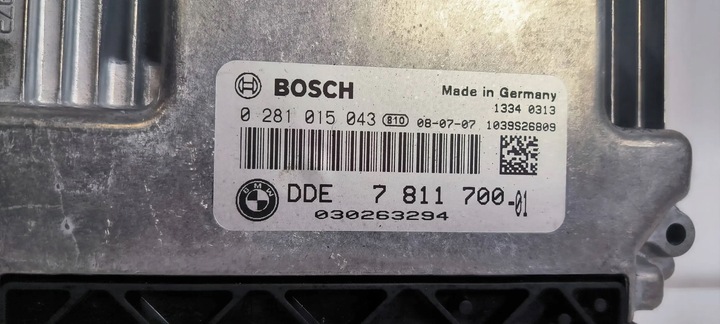 BOSCH
Made in Germany
1334 0313
0 281 015 043 810 08-07-07 1039S26809
BMW
DDE 7 811 700-01
030263294